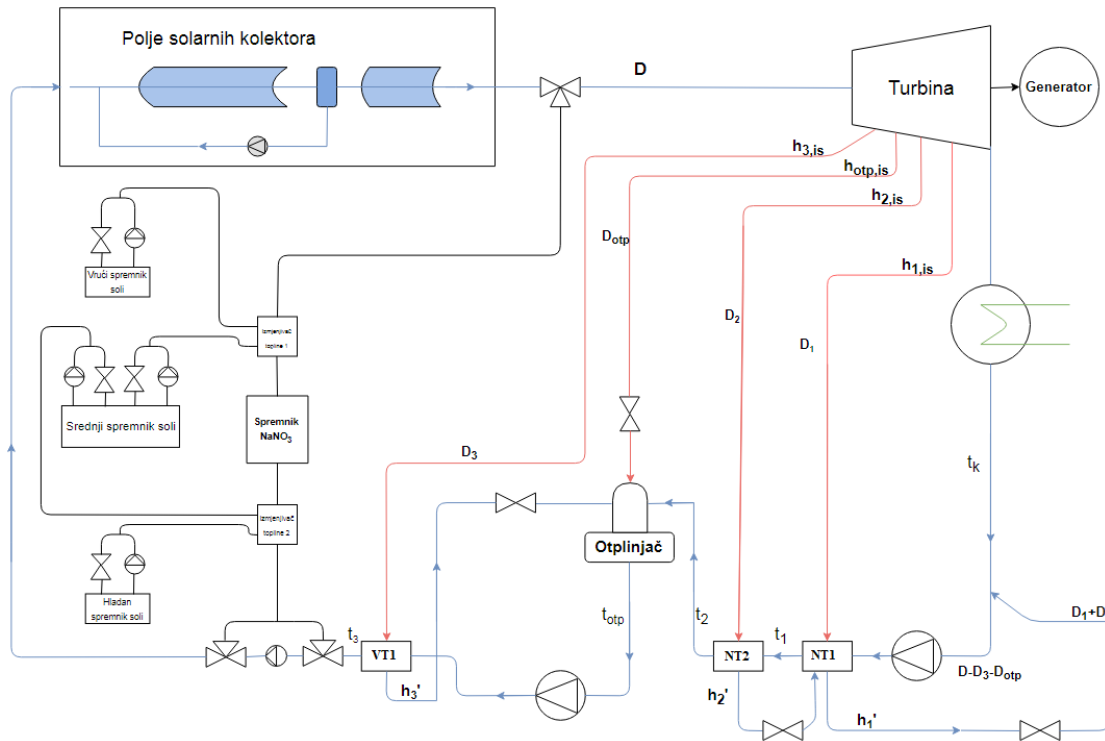 Polje solarnih kolektora
D
Turbina
Generator
h3,is
hotp,is
h2,is
h1,is
Dotp
D2
D1
D3
Vrući spremnik
soli
Izmjenjivač
topline 1
Srednji spremnik soli
Spremnik
NaNO3
Izmjenjivač
topline 2
Hladan
spremnik soli
Otplinjač
tk
totp
t2
t1
t3
VT1
NT2
NT1
h3'
h2'
h1'
D-D3-Dotp
D1+D